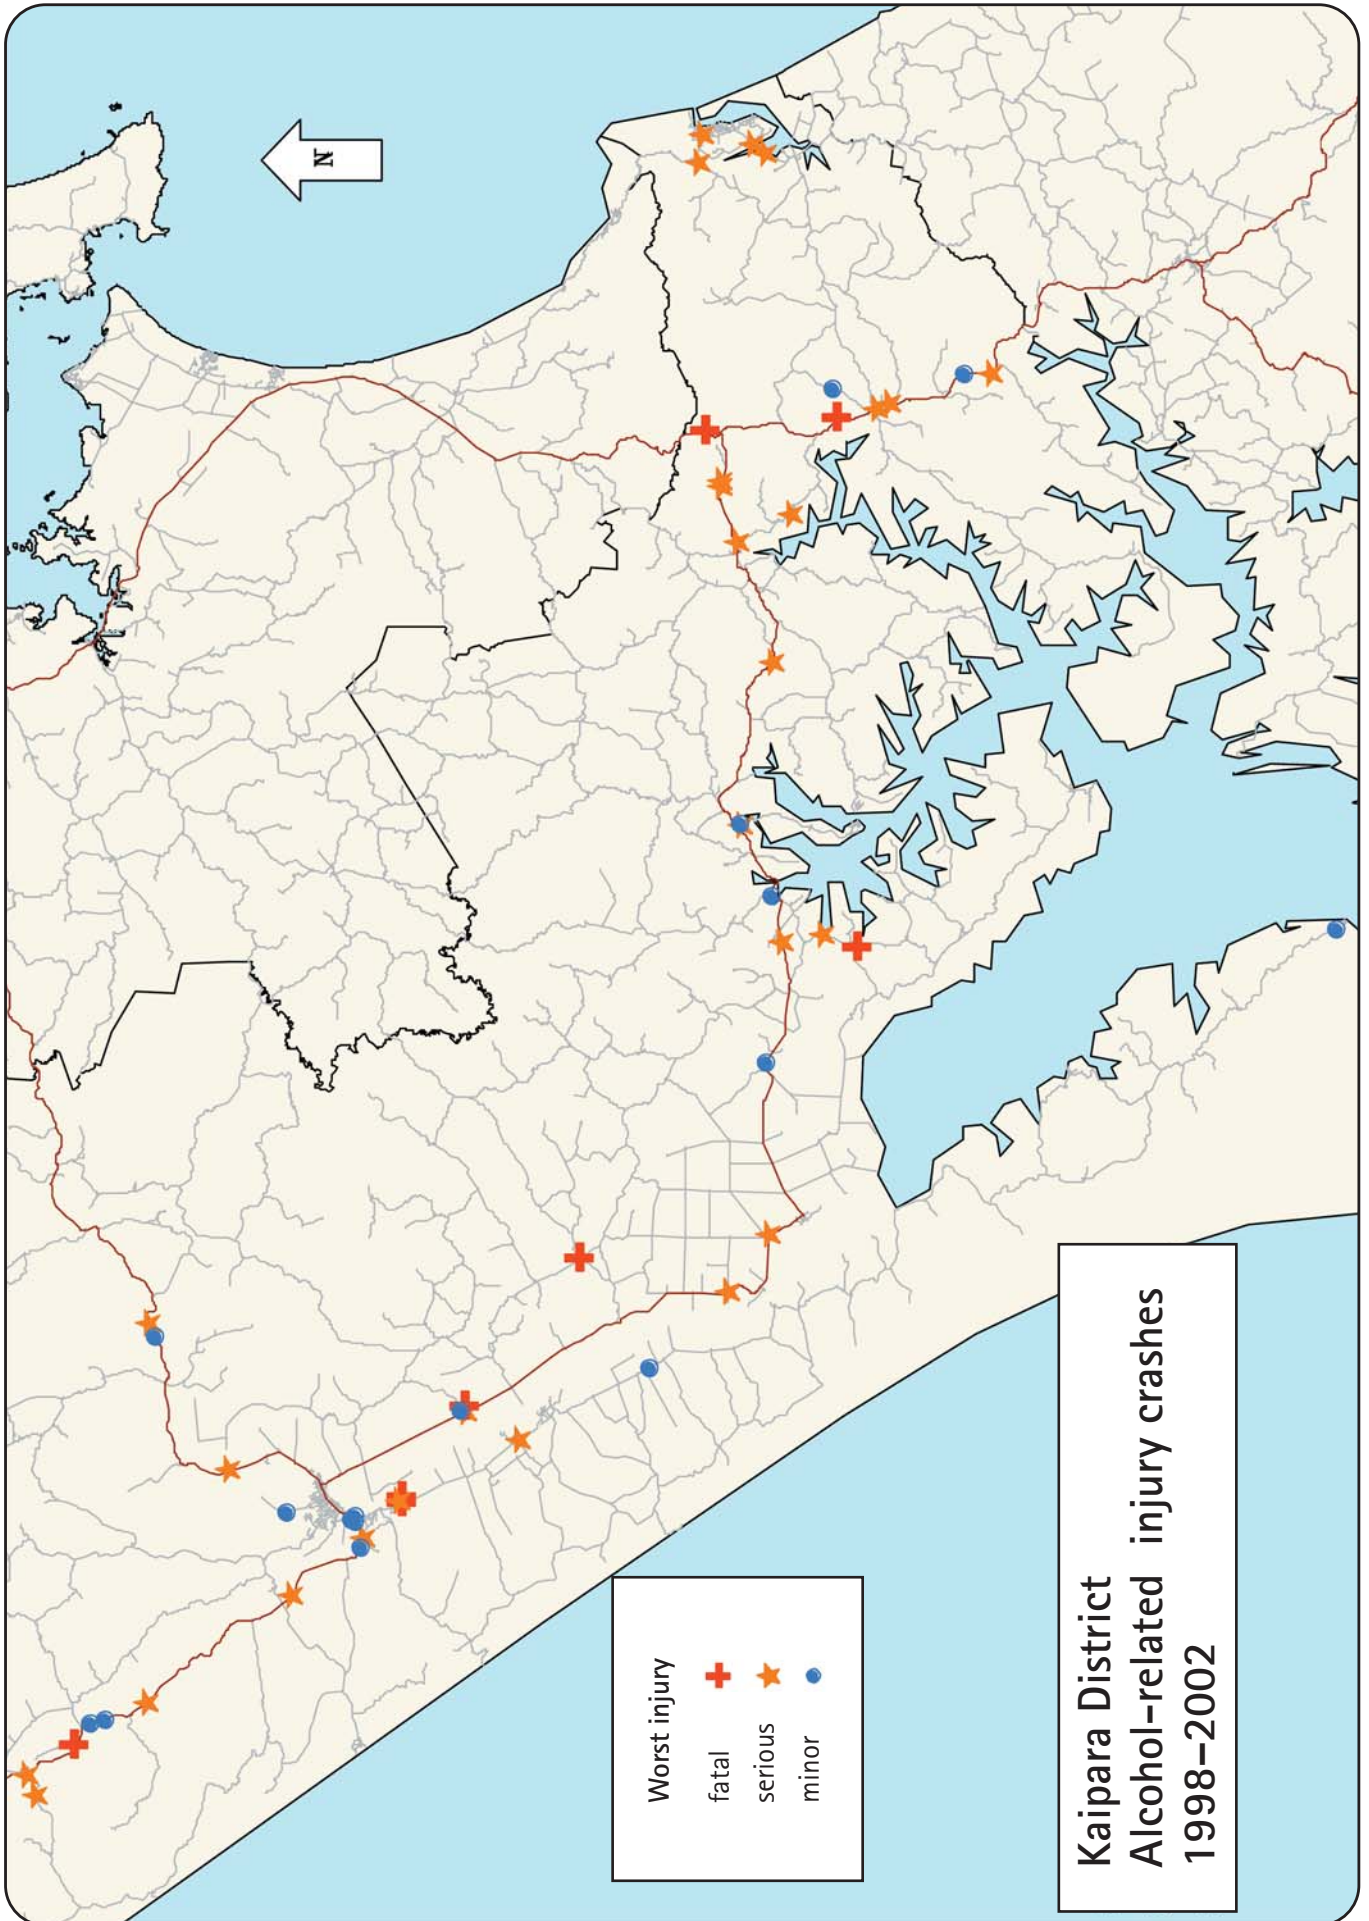 N
Worst injury
fatal
serious
minor
Kaipara District
Alcohol-related injury crashes
1998–2002